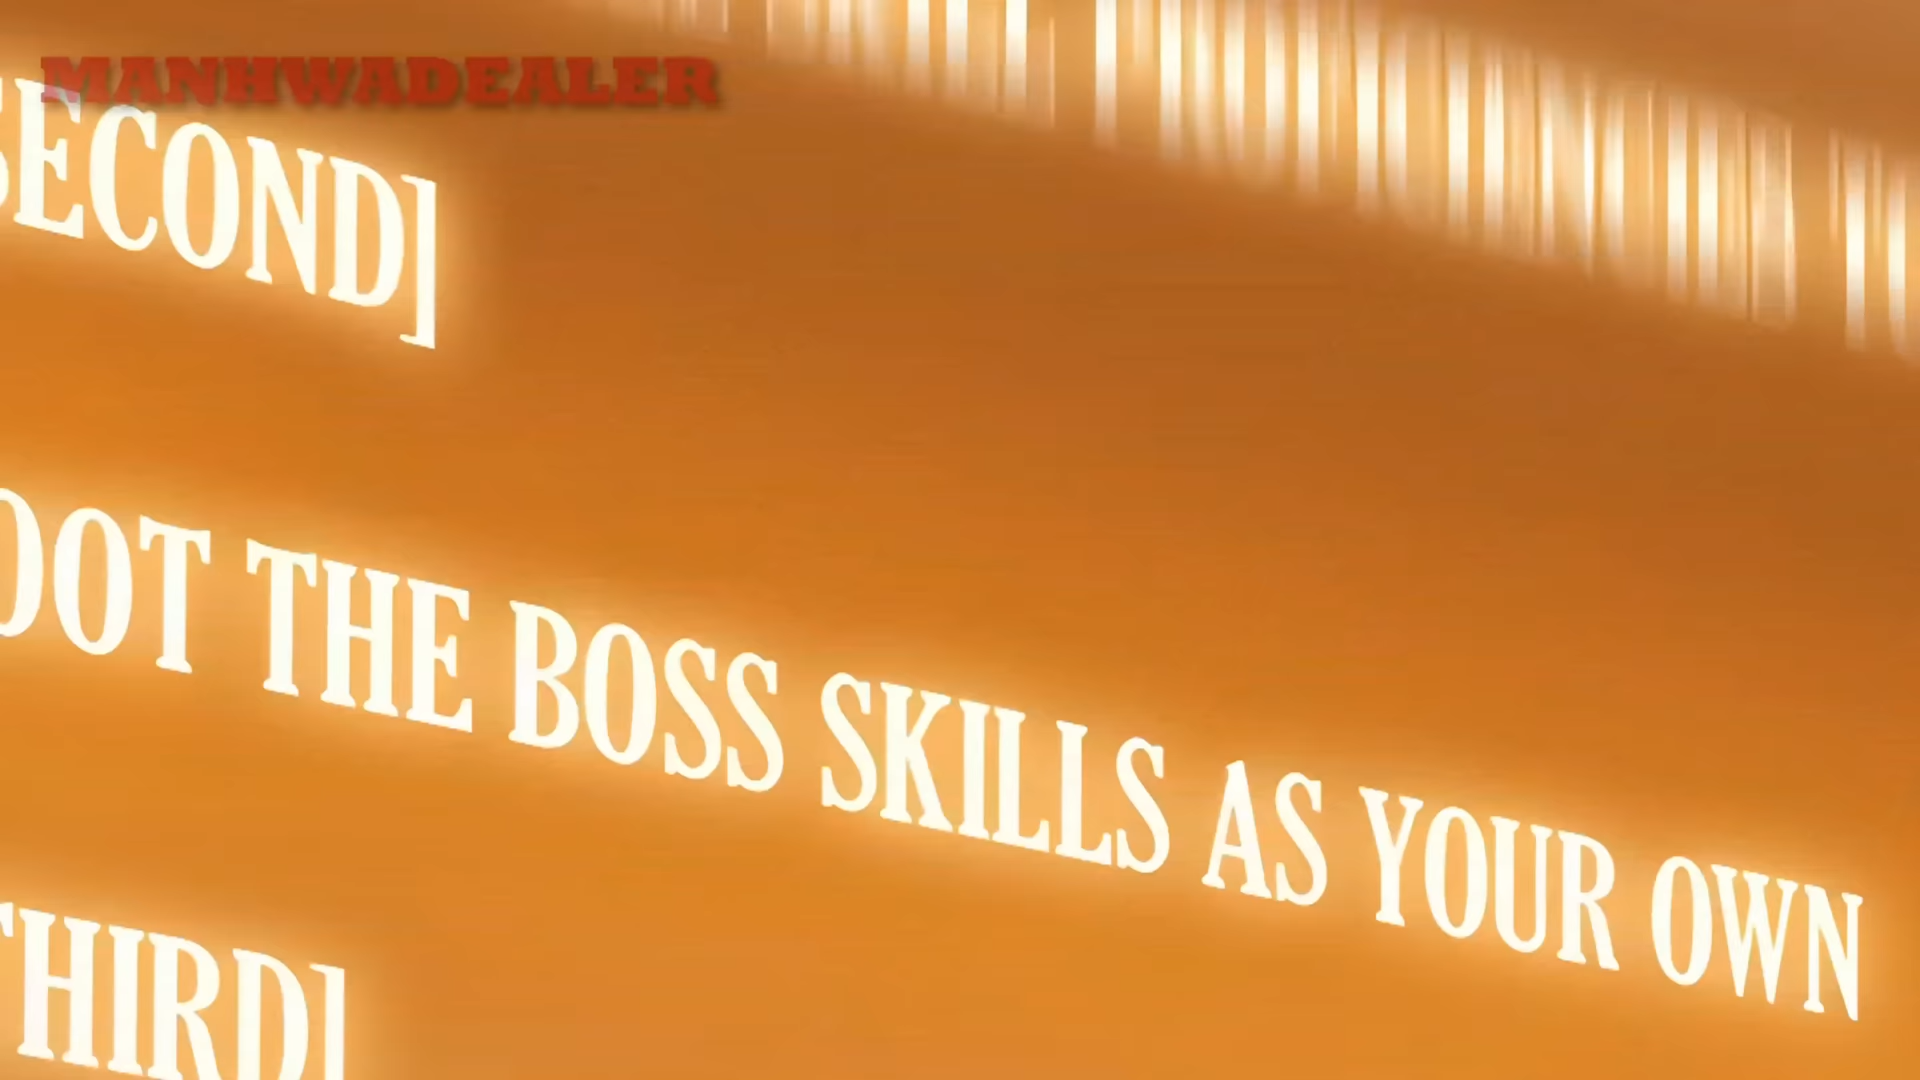 MANHWADEALER
SECOND]
OOT THE BOSS SKILLS AS YOUR OWN
THIRD]